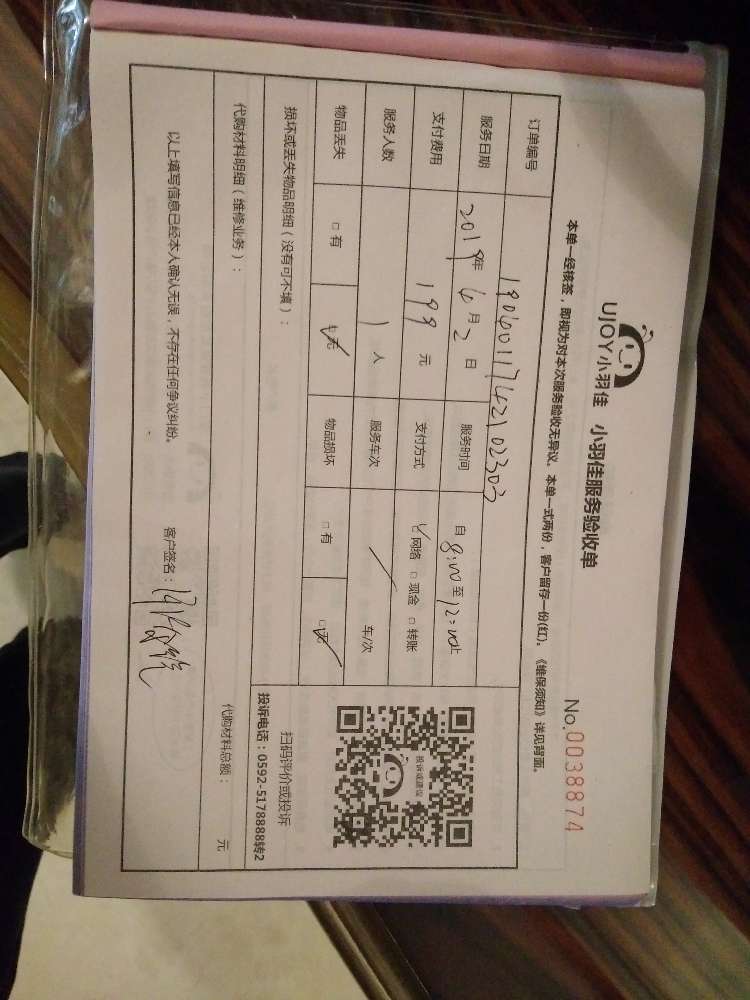 UJOY小羽佳 小羽佳服务验收单
No.0038874
本单一经核签,即视为对本次服务验收无异议。本单一式两份,客户留存一份(红)。《维保须知》详见背面。
订单编号 1906011742102303
服务日期 2019年6月2日 服务时间 自8:00至12:00止
支付费用 199元 支付方式 ☑网络 □现金 □转账
服务人数 1人 服务车次 / 车/次
物品丢失 □有 ☑无 物品损坏 □有 ☑无
损坏或丢失物品明细(没有可不填):
投诉或建议
扫码评价或投诉
投诉电话:0592-5178888转2
代购材料明细(维修业务): 代购材料总额: 元
以上填写信息已经本人确认无误,不存在任何争议纠纷。 客户签名: